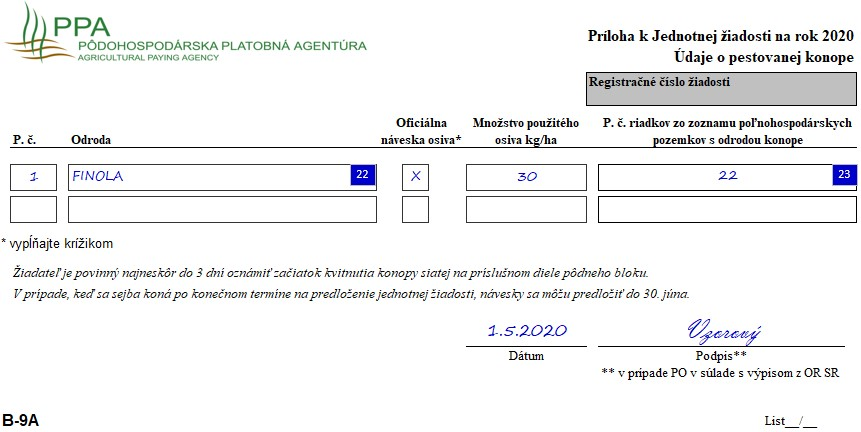 PPA
PÔDOHOSPODÁRSKA PLATOBNÁ AGENTÚRA
AGRICULTURAL PAYING AGENCY
Príloha k Jednotnej žiadosti na rok 2020
Údaje o pestovanej konope
Registračné číslo žiadosti
P. č. Odroda Oficiálna náveska osiva* Množstvo použitého osiva kg/ha P. č. riadkov zo zoznamu poľnohospodárskych pozemkov s odrodou konope
1 FINOLA 22 X 30 22 23
* vypĺňajte krížikom
Žiadateľ je povinný najneskôr do 3 dní oznámiť začiatok kvitnutia konopy siatej na príslušnom diele pôdneho bloku.
V prípade, keď sa sejba koná po konečnom termíne na predloženie jednotnej žiadosti, návesky sa môžu predložiť do 30. júna.
1.5.2020 Vzorový
Dátum Podpis**
** v prípade PO v súlade s výpisom z OR SR
B-9A List__/__